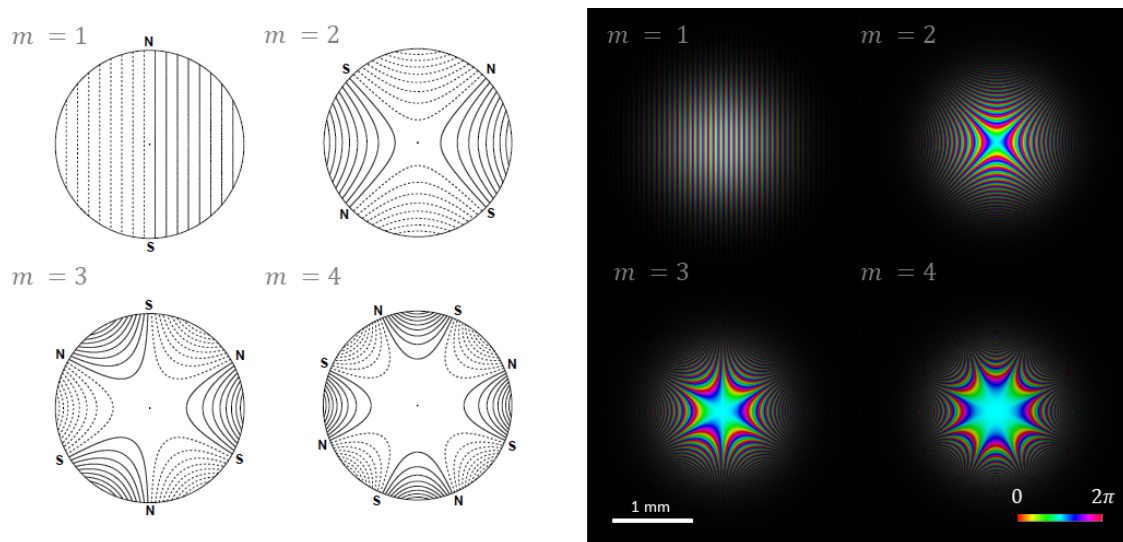 m = 1
N
S
m = 2
S N
N S
m = 3
S
N N
S S
N
m = 4
N S
S N
N S
S N
m = 1
m = 2
m = 3
m = 4
1 mm
0 2π